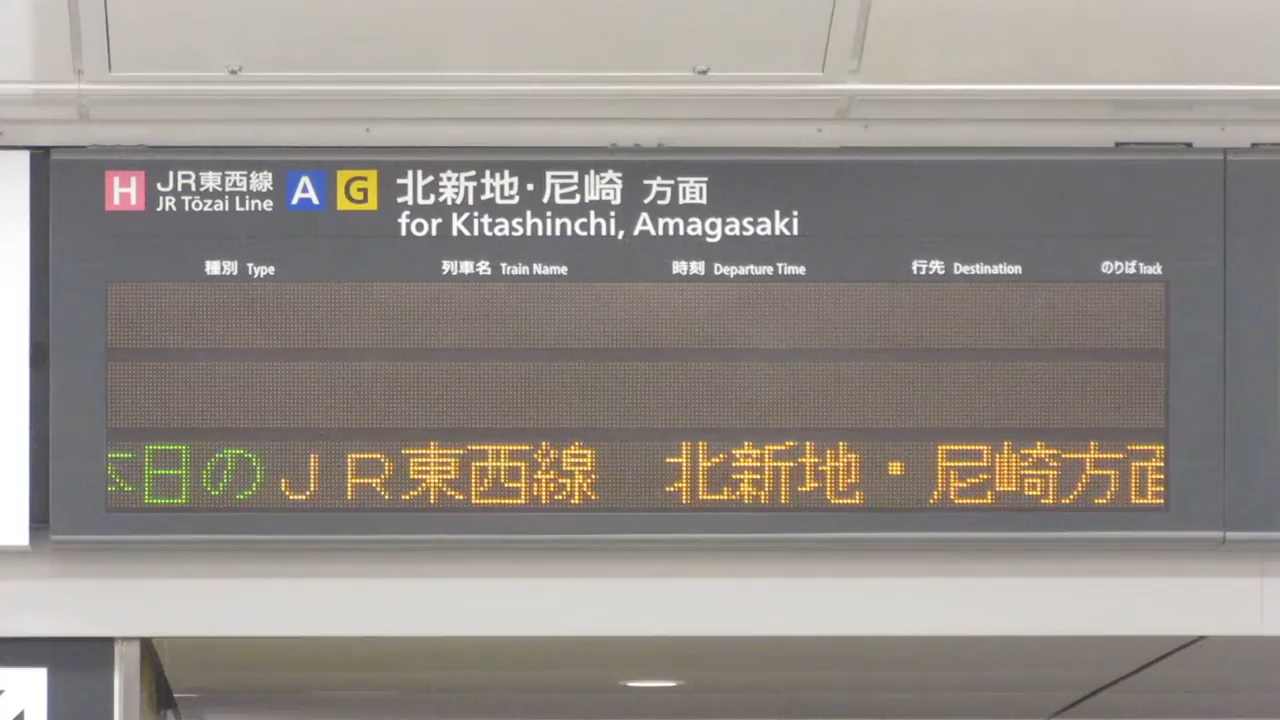 H JR東西線 A G 北新地・尼崎 方面
JR Tōzai Line for Kitashinchi, Amagasaki
種別 Type 列車名 Train Name 時刻 Departure Time 行先 Destination のりば Track
本日のJR東西線 北新地・尼崎方面